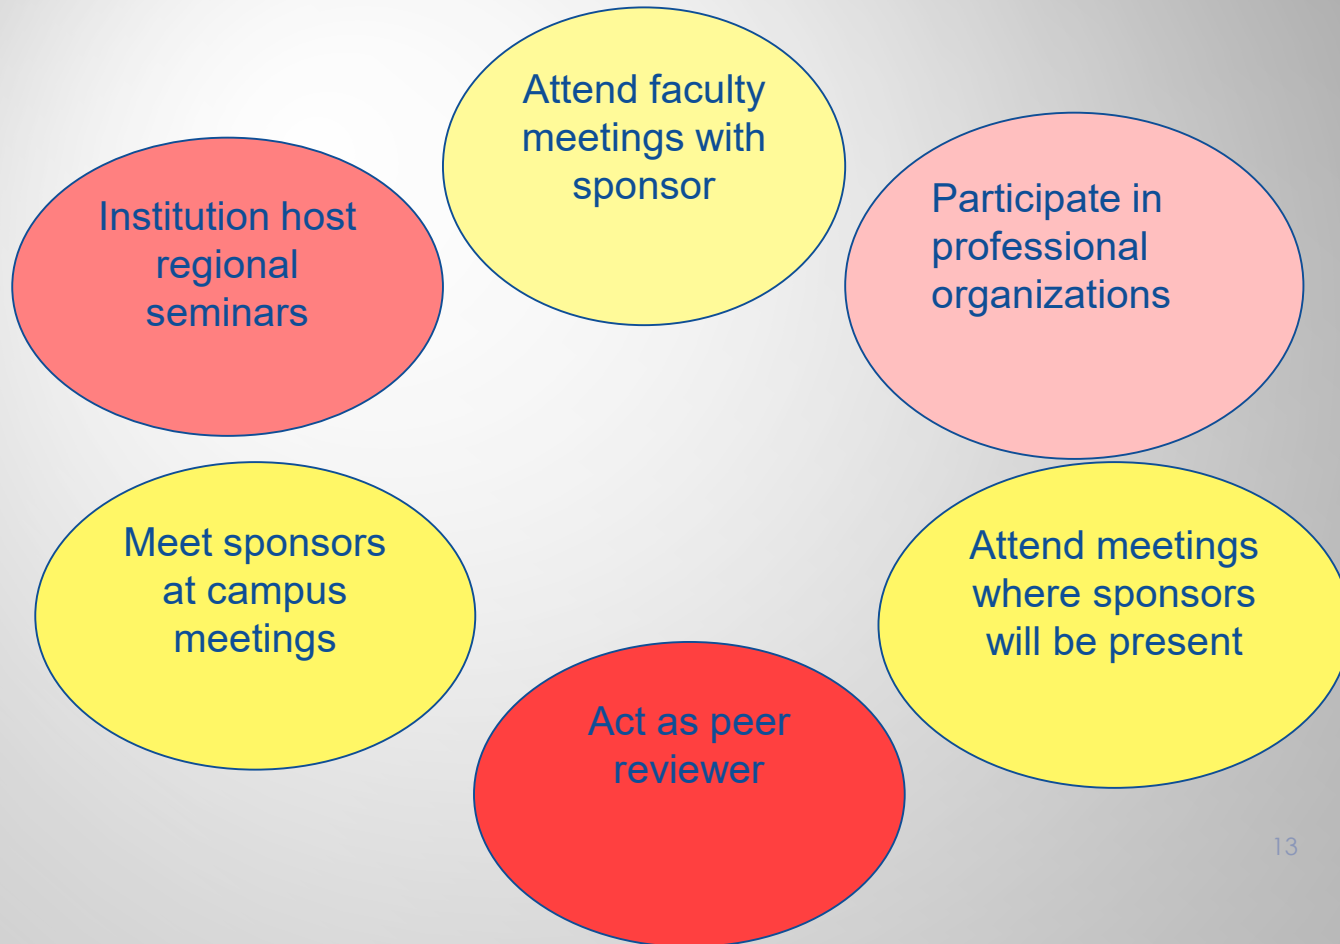 Attend faculty
meetings with
sponsor
Institution host
regional
seminars
Participate in
professional
organizations
Meet sponsors
at campus
meetings
Attend meetings
where sponsors
will be present
Act as peer
reviewer
13